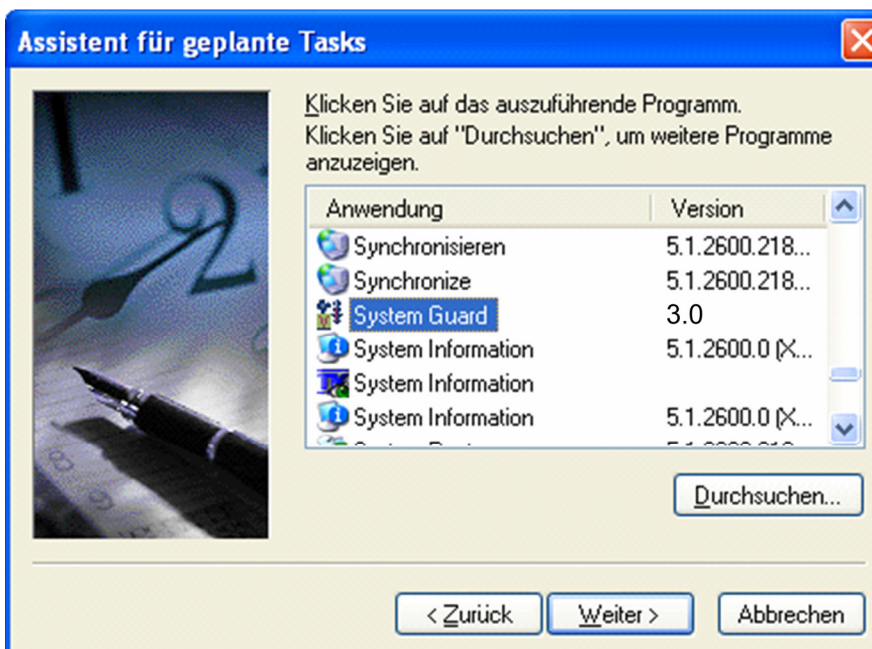 Assistent für geplante Tasks
Klicken Sie auf das auszuführende Programm.
Klicken Sie auf "Durchsuchen", um weitere Programme
anzuzeigen.
Anwendung Version
Synchronisieren 5.1.2600.218...
Synchronize 5.1.2600.218...
System Guard 3.0
System Information 5.1.2600.0 (X...
System Information
System Information 5.1.2600.0 (X...
Durchsuchen...
< Zurück Weiter > Abbrechen